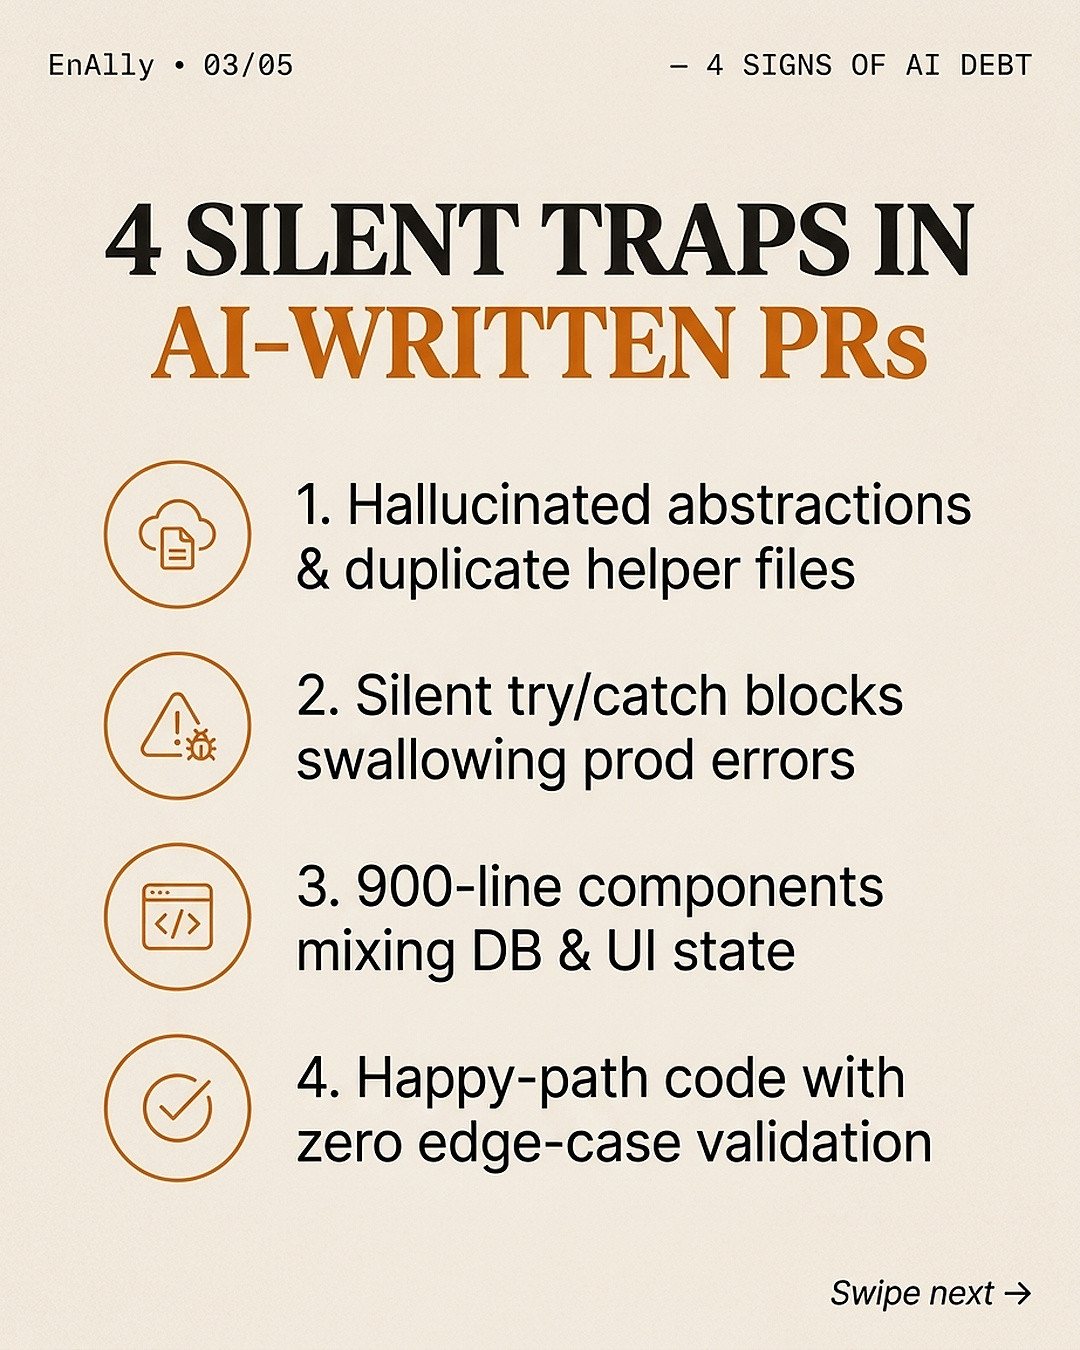 EnAlly • 03/05
— 4 SIGNS OF AI DEBT
4 SILENT TRAPS IN
AI-WRITTEN PRs
1. Hallucinated abstractions
& duplicate helper files
2. Silent try/catch blocks
swallowing prod errors
3. 900-line components
mixing DB & UI state
4. Happy-path code with
zero edge-case validation
Swipe next →